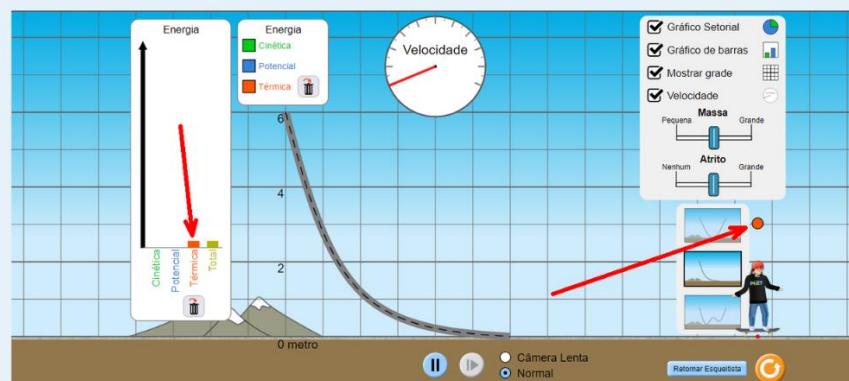 Energia
Cinética
Potencial
Térmica
Total
Energia
Cinética
Potencial
Térmica
Velocidade
6
4
2
0 metro
Gráfico Setorial
Gráfico de barras
Mostrar grade
Velocidade
Massa
Pequena Grande
Atrito
Nenhum Grande
Câmera Lenta
Normal
Retornar Esqueitista